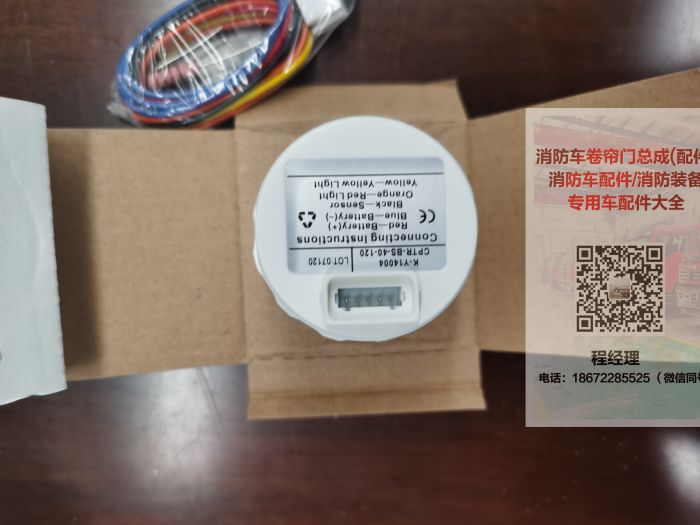 K-Y14004
CPTR-BS-40-120
LOT:07120
Connecting Instructions
Red—Battery(+)
Blue—Battery(-)
Black—Sensor
Orange—Red Light
Yellow—Yellow Light
CE
消防车卷帘门总成(配件
消防车配件/消防装备
专用车配件大全
程经理
电话：18672285525（微信同号